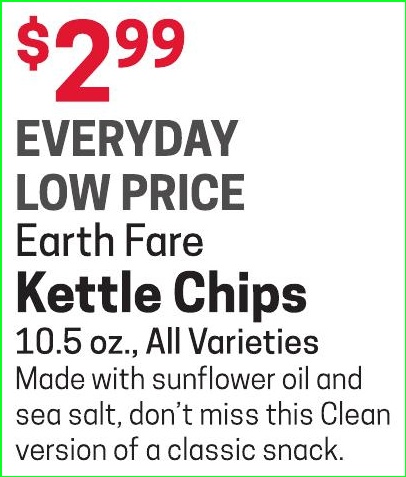 $2.99
EVERYDAY
LOW PRICE
Earth Fare
Kettle Chips
10.5 oz., All Varieties
Made with sunflower oil and
sea salt, don't miss this Clean
version of a classic snack.